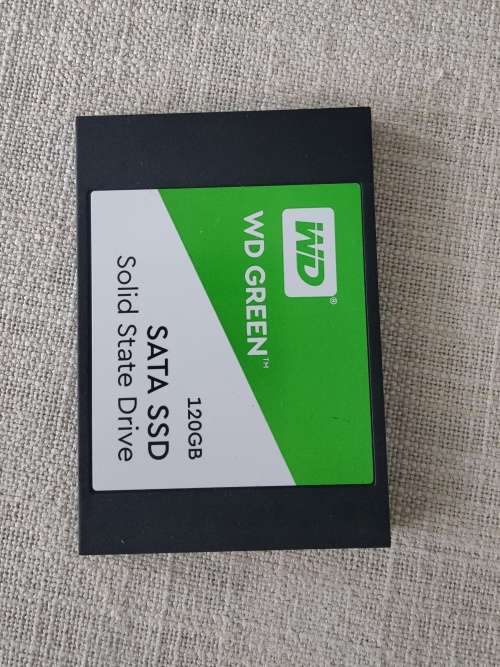 WD®
WD GREEN™
120GB
SATA SSD
Solid State Drive